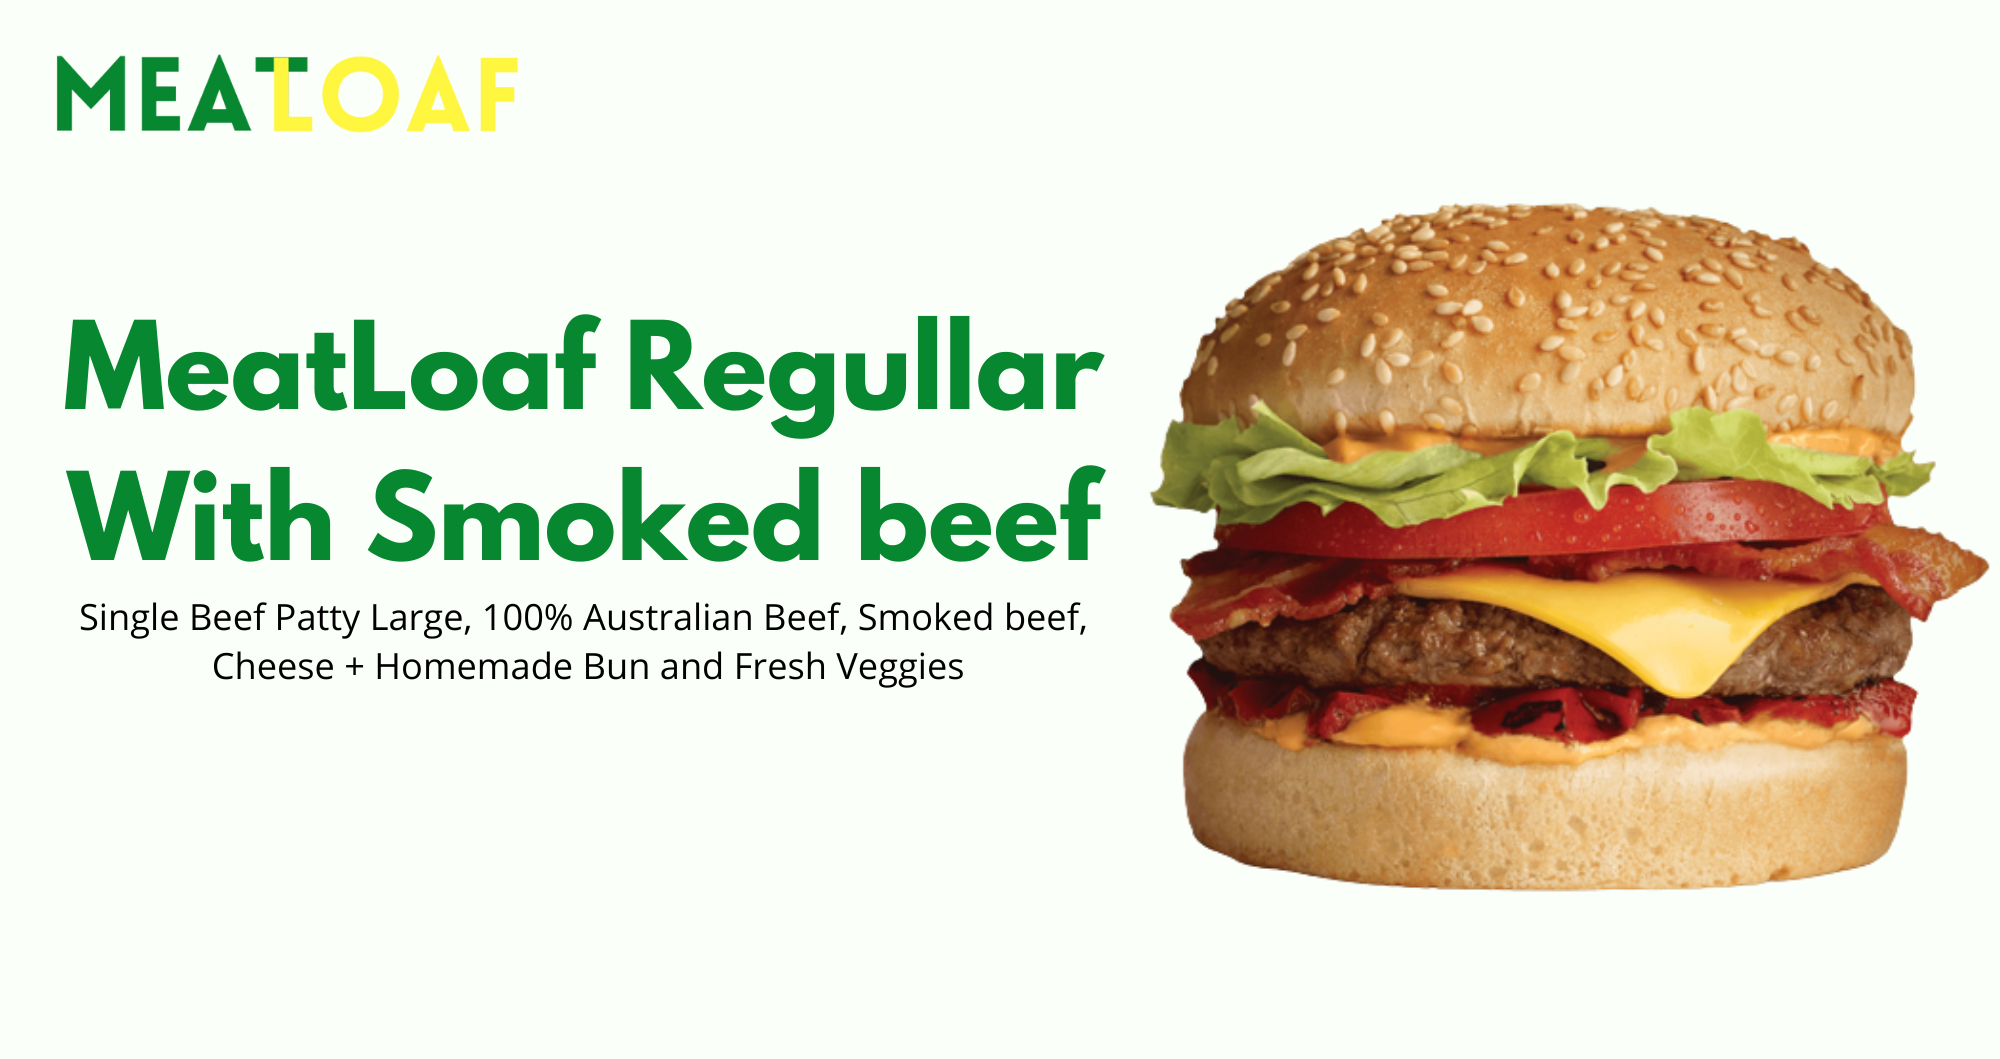 MEATLOAF
MeatLoaf Regullar
With Smoked beef
Single Beef Patty Large, 100% Australian Beef, Smoked beef,
Cheese + Homemade Bun and Fresh Veggies